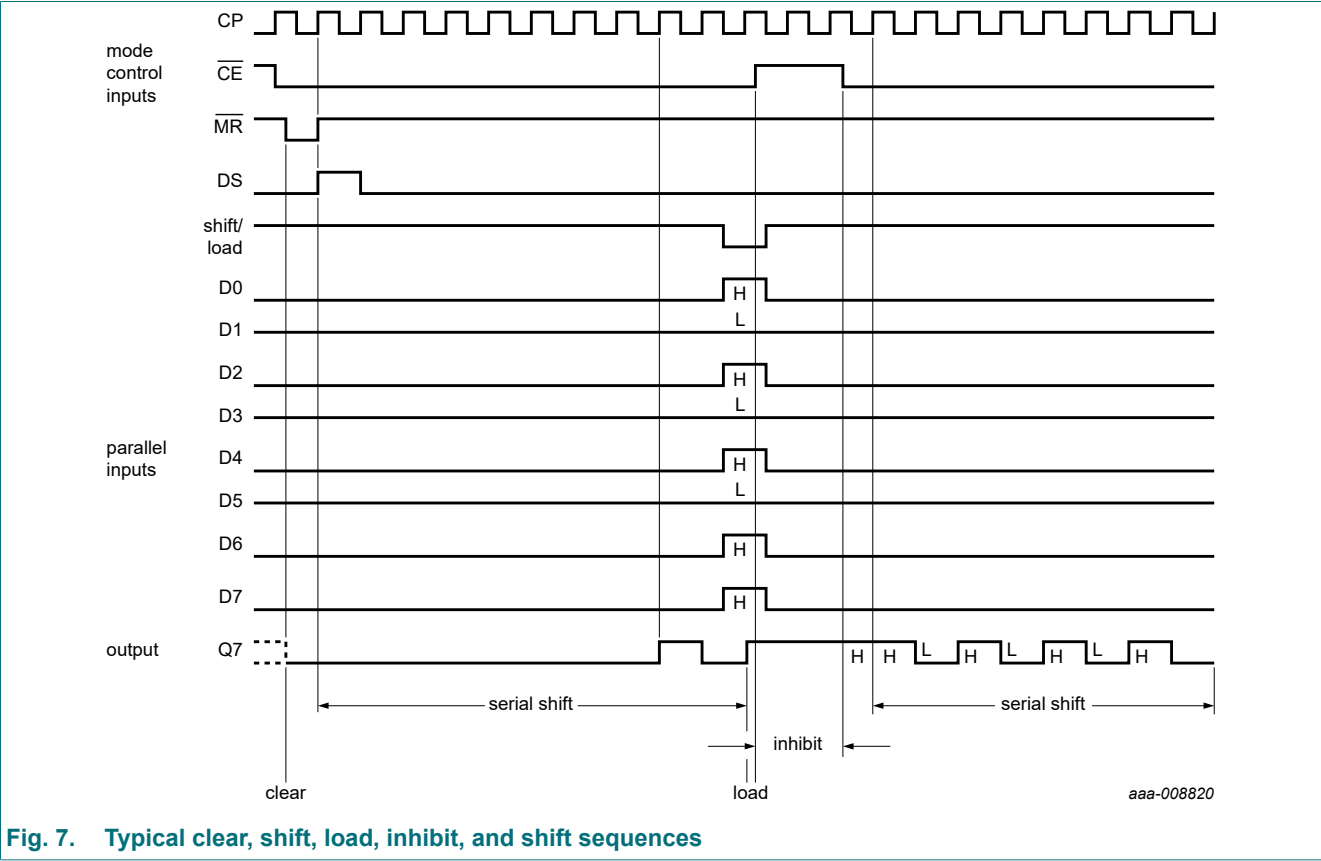 CP
mode
control
inputs
CE
MR
DS
shift/
load
D0
H
D1
L
D2
H
D3
L
parallel
inputs
D4
H
D5
L
D6
H
D7
H
output
Q7
H H L H L H L H
serial shift
serial shift
inhibit
clear
load
aaa-008820
Fig. 7. Typical clear, shift, load, inhibit, and shift sequences